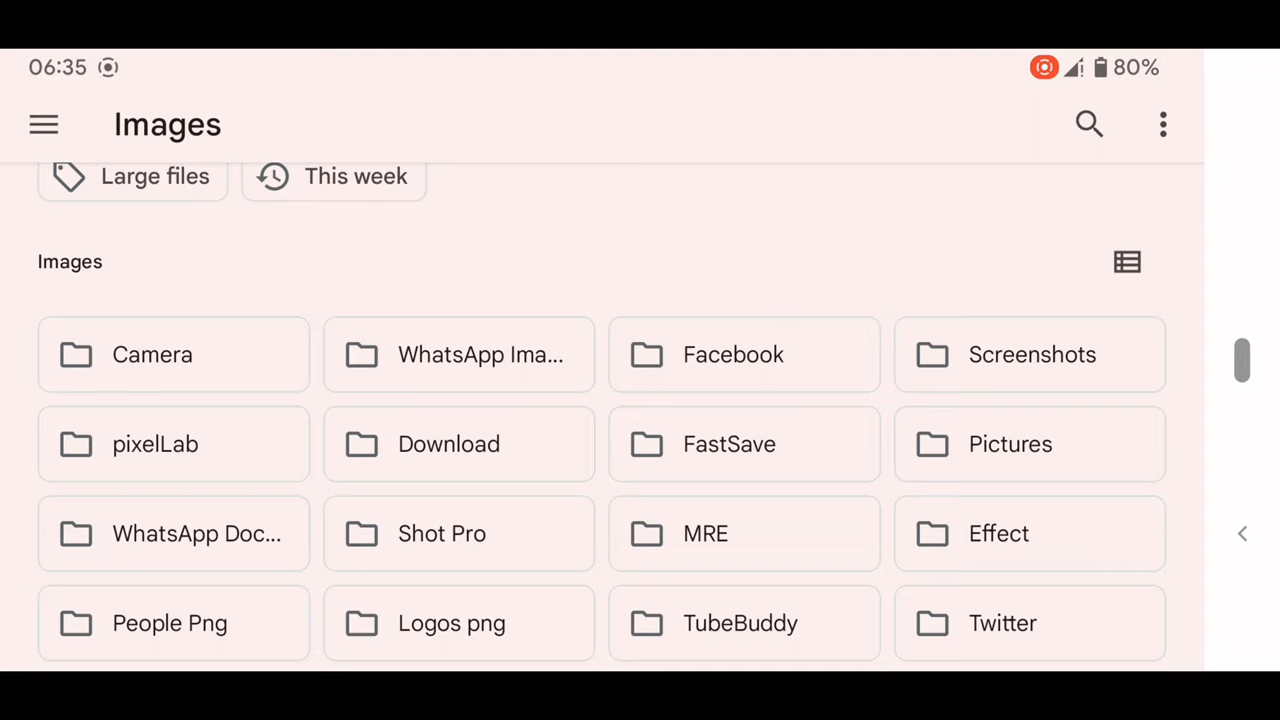 06:35 80%
Images
Large files This week
Images
Camera WhatsApp Ima... Facebook Screenshots
pixelLab Download FastSave Pictures
WhatsApp Doc... Shot Pro MRE Effect
People Png Logos png TubeBuddy Twitter